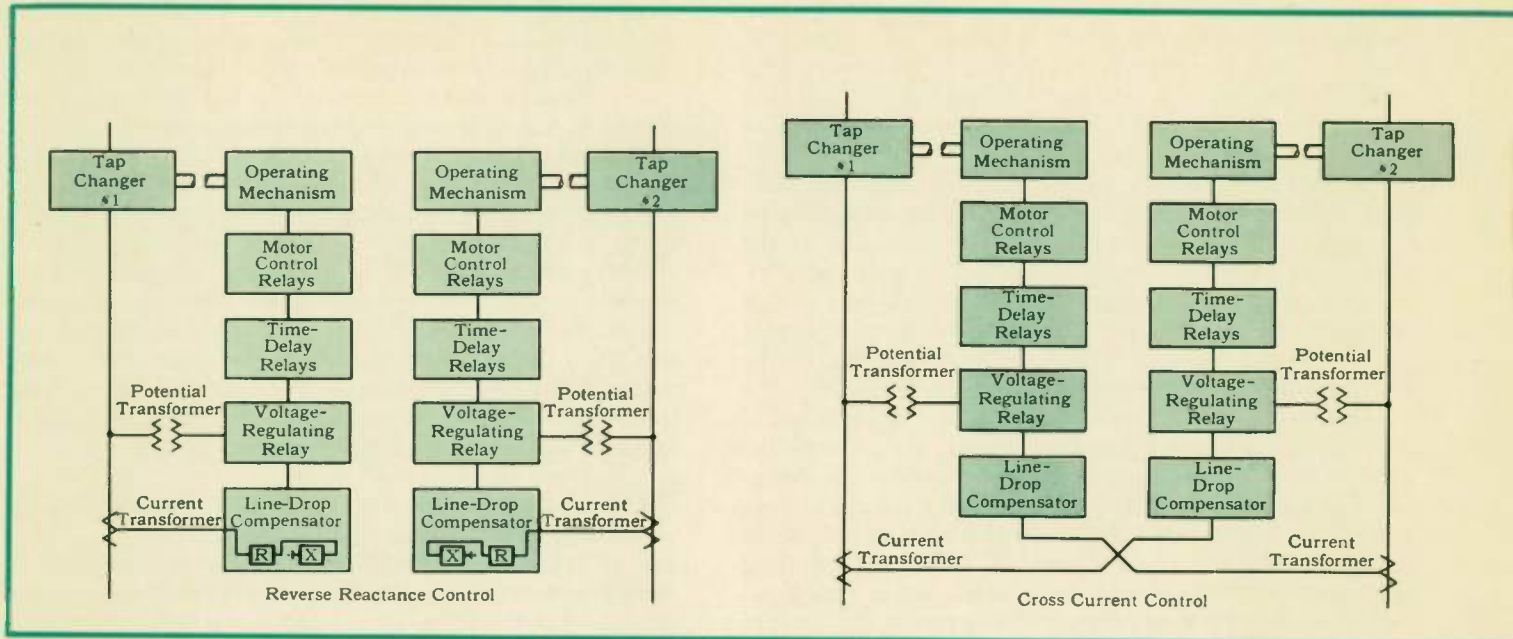 Tap
Changer
#1
Operating
Mechanism
Motor
Control
Relays
Time-
Delay
Relays
Potential
Transformer
Voltage-
Regulating
Relay
Current
Transformer
Line-Drop
Compensator
R
X
Operating
Mechanism
Tap
Changer
#2
Motor
Control
Relays
Time-
Delay
Relays
Voltage-
Regulating
Relay
Potential
Transformer
Line-Drop
Compensator
X
R
Current
Transformer
Reverse Reactance Control
Tap
Changer
#1
Operating
Mechanism
Motor
Control
Relays
Time-
Delay
Relays
Potential
Transformer
Voltage-
Regulating
Relay
Line-
Drop
Compensator
Current
Transformer
Operating
Mechanism
Tap
Changer
#2
Motor
Control
Relays
Time-
Delay
Relays
Voltage-
Regulating
Relay
Potential
Transformer
Line-
Drop
Compensator
Current
Transformer
Cross Current Control